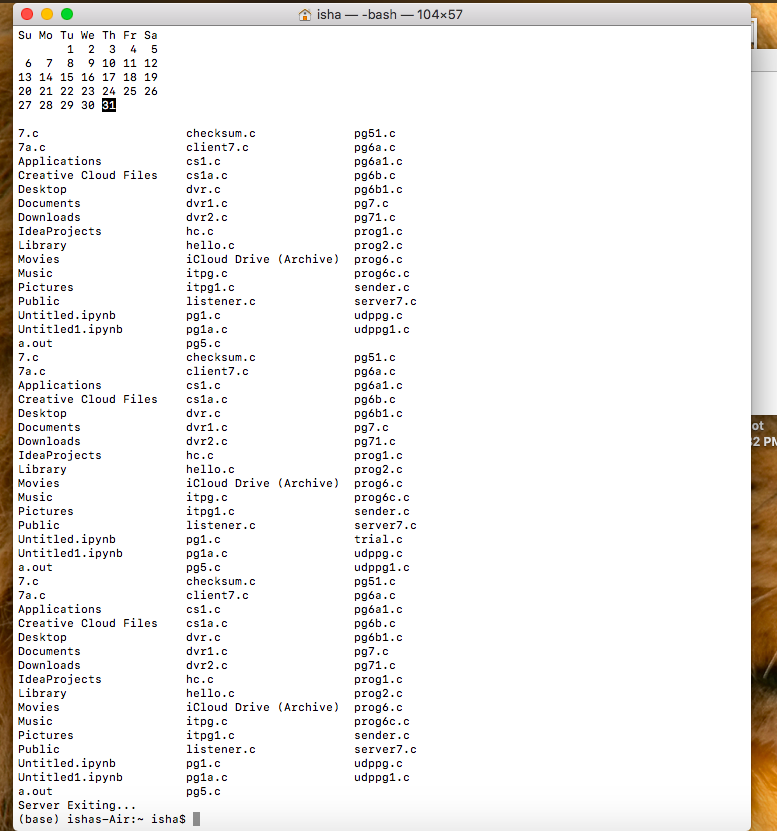 isha — -bash — 104×57
Su Mo Tu We Th Fr Sa
       1  2  3  4  5
 6  7  8  9 10 11 12
13 14 15 16 17 18 19
20 21 22 23 24 25 26
27 28 29 30 31

7.c                     checksum.c              pg51.c
7a.c                    client7.c               pg6a.c
Applications            cs1.c                   pg6a1.c
Creative Cloud Files    cs1a.c                  pg6b.c
Desktop                 dvr.c                   pg6b1.c
Documents               dvr1.c                  pg7.c
Downloads               dvr2.c                  pg71.c
IdeaProjects            hc.c                    prog1.c
Library                 hello.c                 prog2.c
Movies                  iCloud Drive (Archive)  prog6.c
Music                   itpg.c                  prog6c.c
Pictures                itpg1.c                 sender.c
Public                  listener.c              server7.c
Untitled.ipynb          pg1.c                   udppg.c
Untitled1.ipynb         pg1a.c                  udppg1.c
a.out                   pg5.c
7.c                     checksum.c              pg51.c
7a.c                    client7.c               pg6a.c
Applications            cs1.c                   pg6a1.c
Creative Cloud Files    cs1a.c                  pg6b.c
Desktop                 dvr.c                   pg6b1.c
Documents               dvr1.c                  pg7.c
Downloads               dvr2.c                  pg71.c
IdeaProjects            hc.c                    prog1.c
Library                 hello.c                 prog2.c
Movies                  iCloud Drive (Archive)  prog6.c
Music                   itpg.c                  prog6c.c
Pictures                itpg1.c                 sender.c
Public                  listener.c              server7.c
Untitled.ipynb          pg1.c                   trial.c
Untitled1.ipynb         pg1a.c                  udppg.c
a.out                   pg5.c                   udppg1.c
7.c                     checksum.c              pg51.c
7a.c                    client7.c               pg6a.c
Applications            cs1.c                   pg6a1.c
Creative Cloud Files    cs1a.c                  pg6b.c
Desktop                 dvr.c                   pg6b1.c
Documents               dvr1.c                  pg7.c
Downloads               dvr2.c                  pg71.c
IdeaProjects            hc.c                    prog1.c
Library                 hello.c                 prog2.c
Movies                  iCloud Drive (Archive)  prog6.c
Music                   itpg.c                  prog6c.c
Pictures                itpg1.c                 sender.c
Public                  listener.c              server7.c
Untitled.ipynb          pg1.c                   udppg.c
Untitled1.ipynb         pg1a.c                  udppg1.c
a.out                   pg5.c
Server Exiting...
(base) ishas-Air:~ isha$